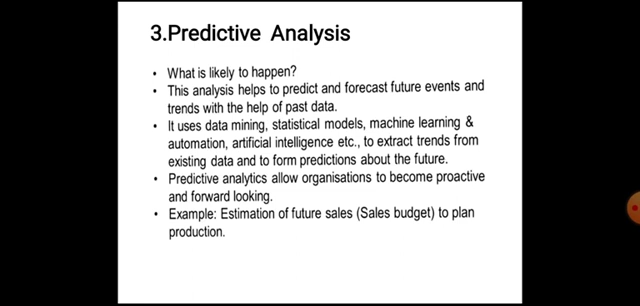 3.Predictive Analysis
• What is likely to happen?
• This analysis helps to predict and forecast future events and
trends with the help of past data.
• It uses data mining, statistical models, machine learning &
automation, artificial intelligence etc., to extract trends from
existing data and to form predictions about the future.
• Predictive analytics allow organisations to become proactive
and forward looking.
• Example: Estimation of future sales (Sales budget) to plan
production.